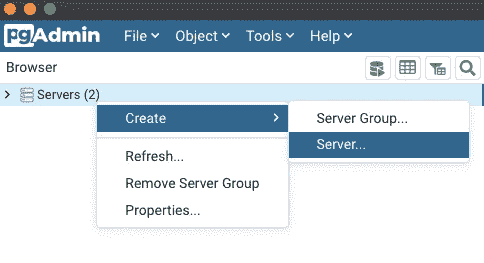 pgAdmin File Object Tools Help
Browser
Servers (2)
Create
Server Group...
Server...
Refresh...
Remove Server Group
Properties...